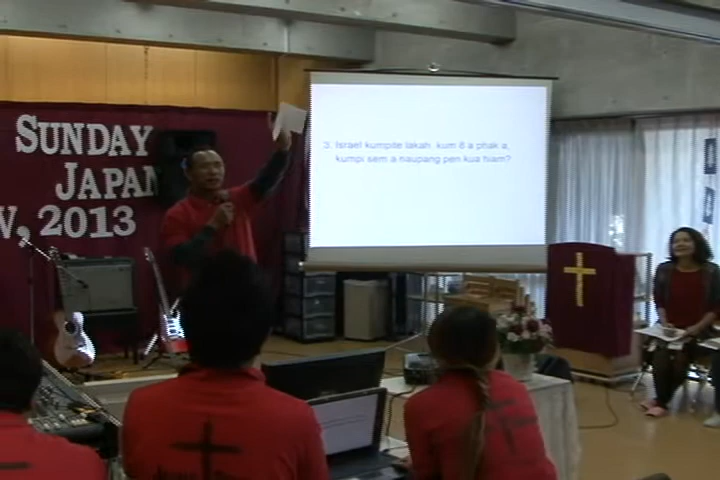 SUNDAY
JAPAN
V, 2013
3. Israel kumpite lakah, kum 8 a phak a,
kumpi sem a naupang pen kua hiam?